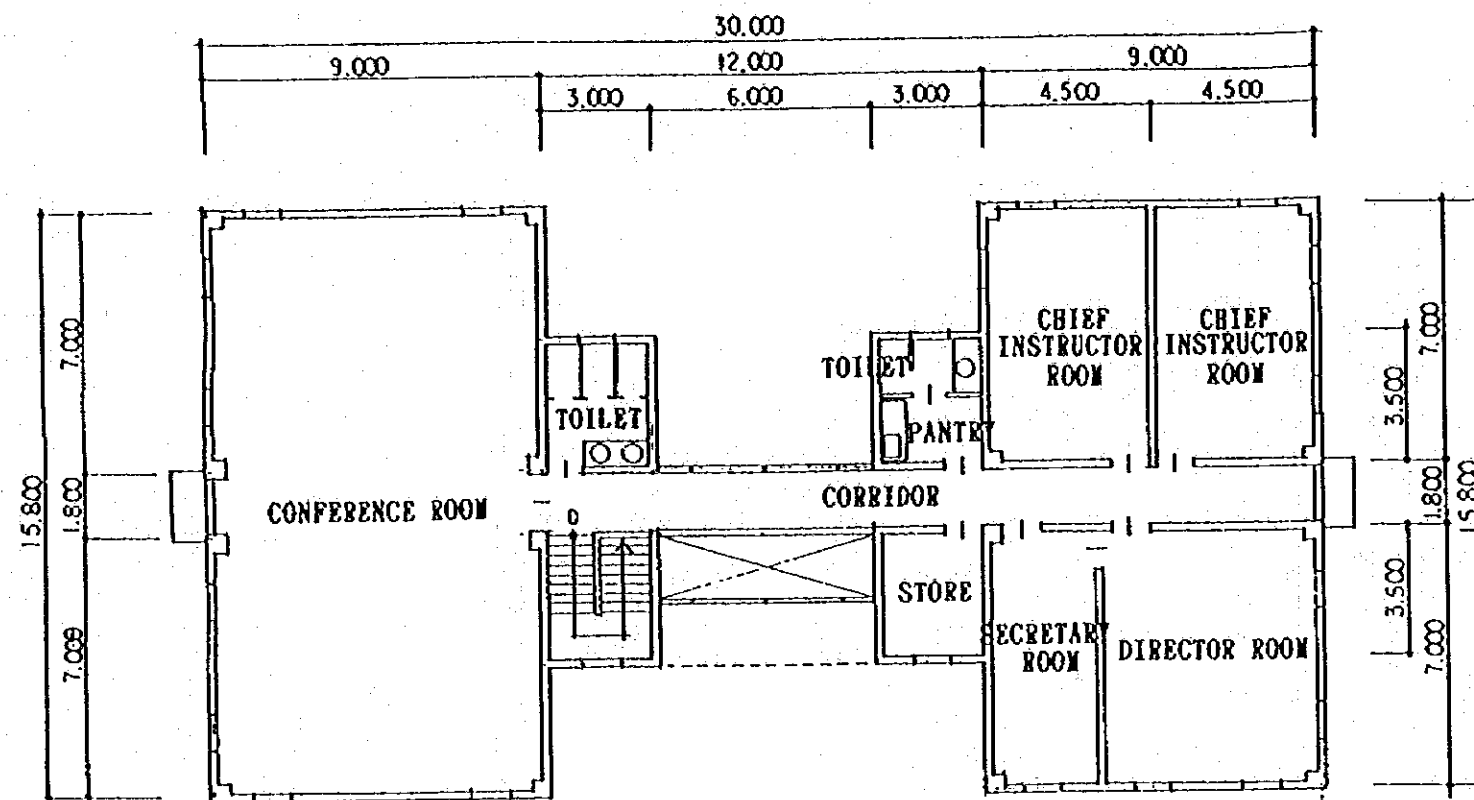 30.000
9.000
12.000
9.000
3.000
6.000
3.000
4.500
4.500
15.800
7.000
1.800
7.009
CHIEF
INSTRUCTOR
ROOM
CHIEF
INSTRUCTOR
ROOM
TOILET
TOILET
PANTRY
CONFERENCE ROOM
CORRIDOR
D
STORE
SECRETARY
ROOM
DIRECTOR ROOM
7.000
3.500
1.800
15.800
3.500
7.000